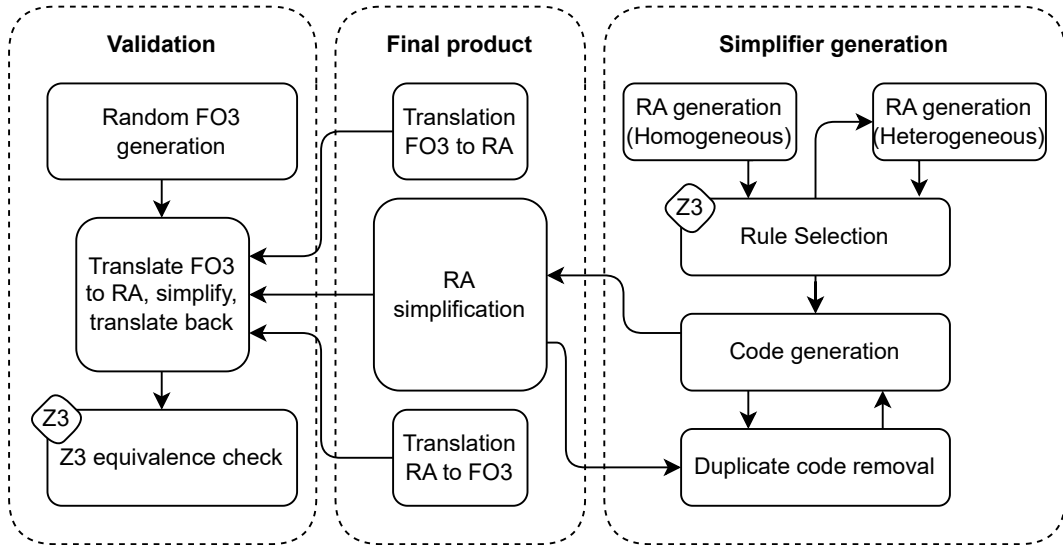 Validation
Random FO3
generation
Translate FO3
to RA, simplify,
translate back
Z3
Z3 equivalence check
Final product
Translation
FO3 to RA
RA
simplification
Translation
RA to FO3
Simplifier generation
RA generation
(Homogeneous)
RA generation
(Heterogeneous)
Z3
Rule Selection
Code generation
Duplicate code removal